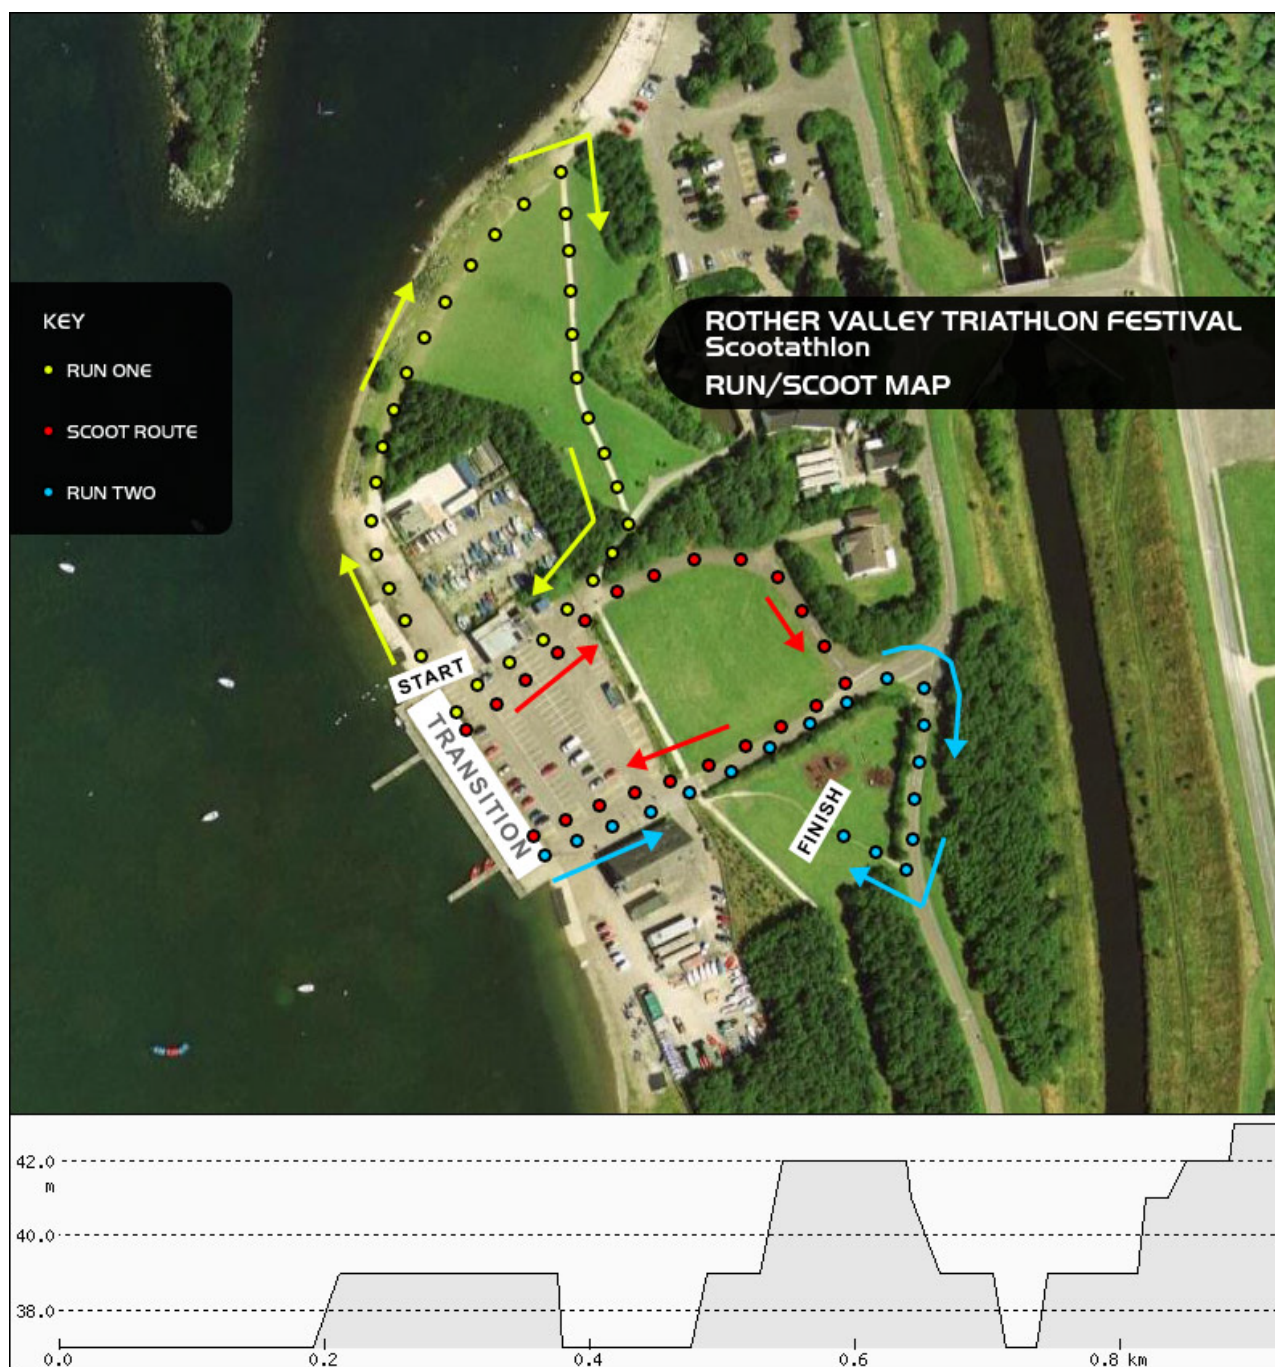 KEY
RUN ONE
SCOOT ROUTE
RUN TWO
ROTHER VALLEY TRIATHLON FESTIVAL
Scootathlon
RUN/SCOOT MAP
START
TRANSITION
FINISH
42.0
m
40.0
38.0
0.0 0.2 0.4 0.6 0.8 km